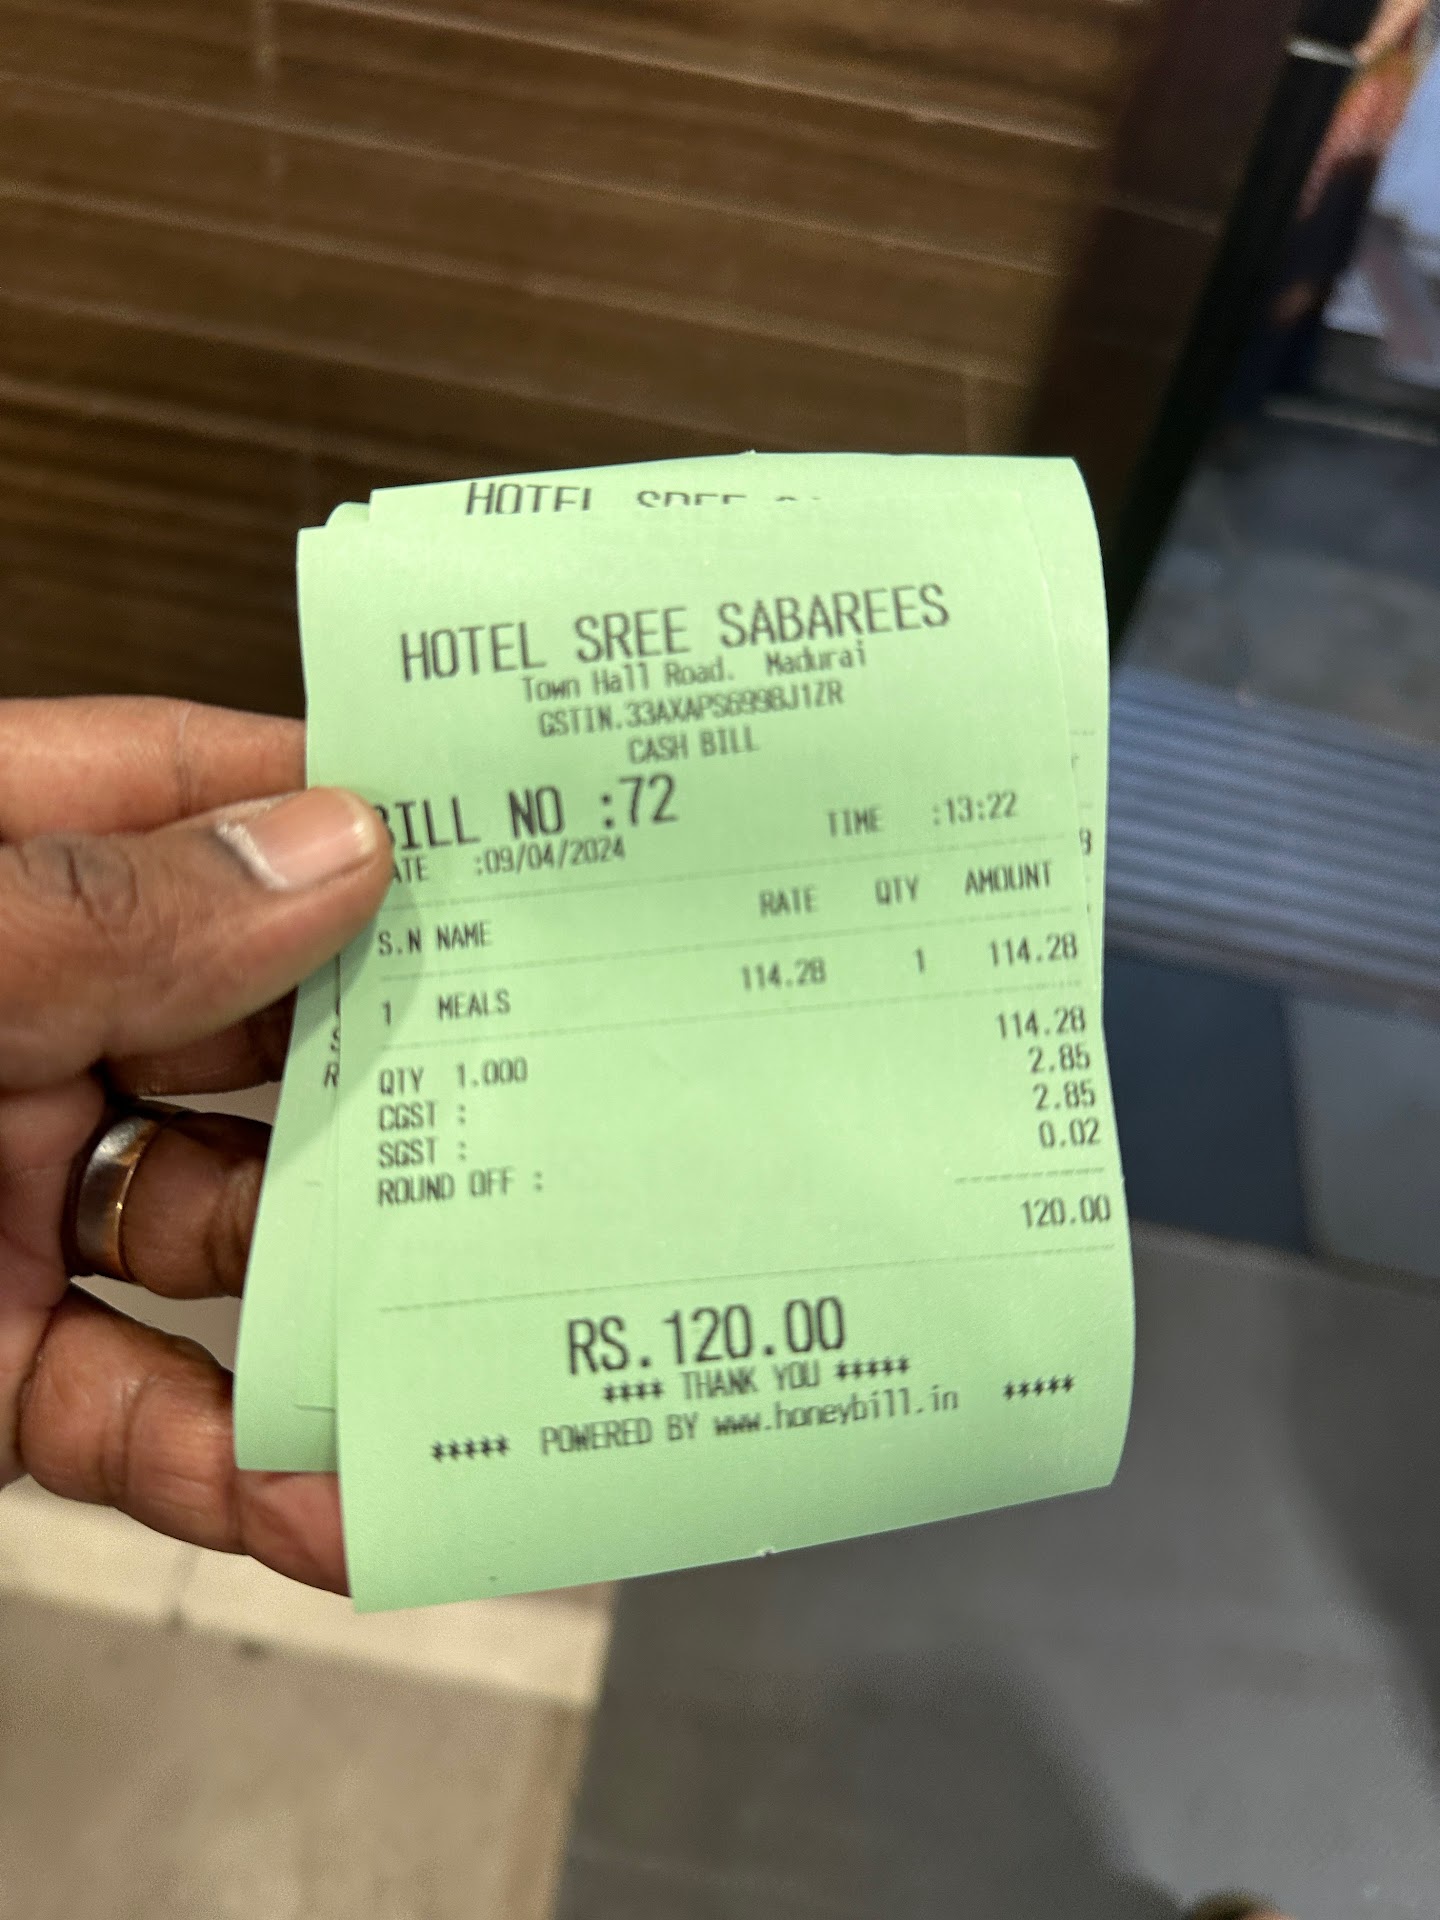 HOTEL
HOTEL SREE SABAREES
Town Hall Road. Madurai
CASH BILL
BILL NO :72
DATE :09/04/2024 TIME :13:22
S.N NAME RATE QTY AMOUNT
1 MEALS 114.28 1 114.28
QTY 1.000 114.28
CGST : 2.85
SGST : 2.85
ROUND OFF : 0.02
120.00
RS.120.00
**** THANK YOU *****
***** POWERED BY www.honeybill.in *****